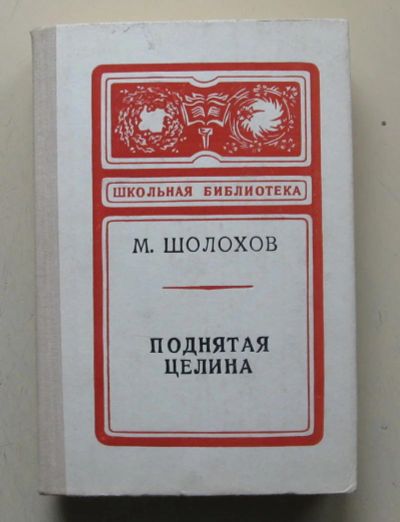 ШКОЛЬНАЯ БИБЛИОТЕКА
М. ШОЛОХОВ
ПОДНЯТАЯ
ЦЕЛИНА